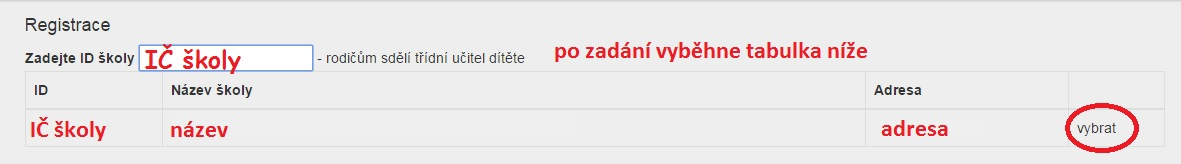 Registrace
Zadejte ID školy IČ školy - rodičům sdělí třídní učitel dítěte po zadání vyběhne tabulka níže
ID Název školy Adresa
IČ školy název adresa vybrat